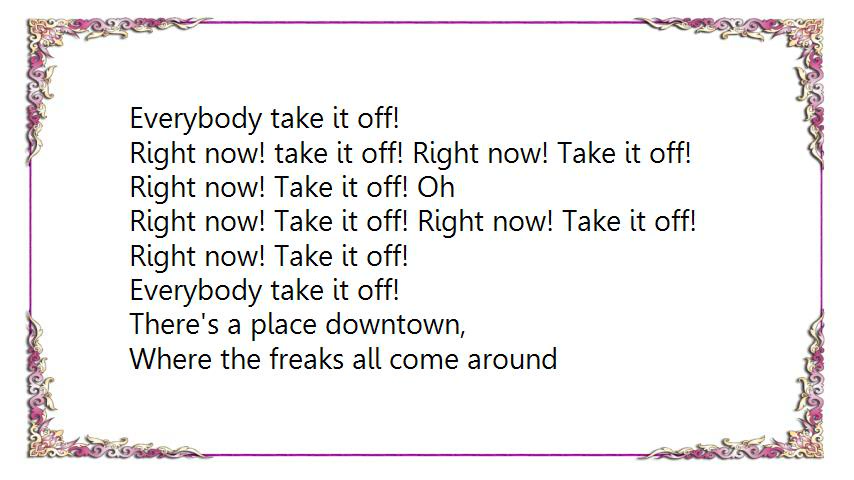 Everybody take it off!
Right now! take it off! Right now! Take it off!
Right now! Take it off! Oh
Right now! Take it off! Right now! Take it off!
Right now! Take it off!
Everybody take it off!
There's a place downtown,
Where the freaks all come around